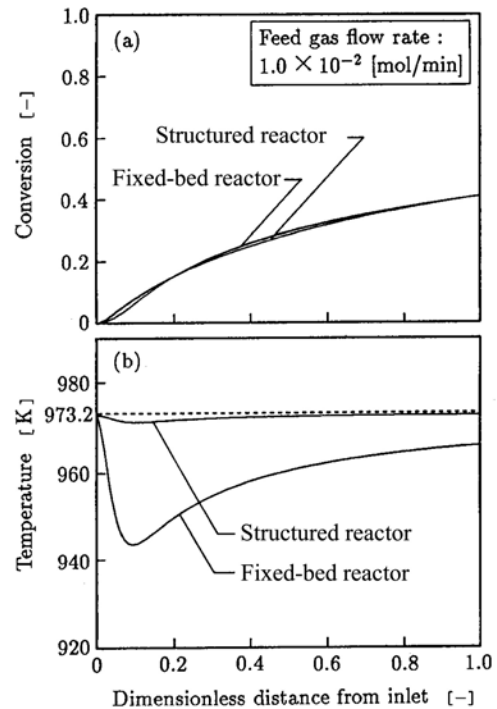 (a)
Feed gas flow rate :
1.0 × 10⁻² [mol/min]
Structured reactor
Fixed-bed reactor
Conversion [-]
1.0
0.8
0.6
0.4
0.2
0
(b)
Temperature [K]
980
973.2
960
940
920
Structured reactor
Fixed-bed reactor
0 0.2 0.4 0.6 0.8 1.0
Dimensionless distance from inlet [-]